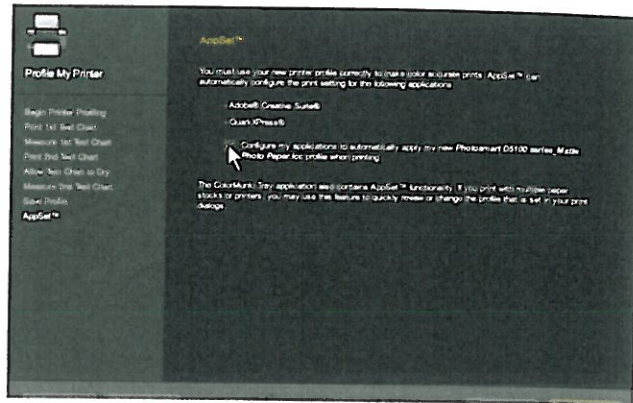 Profile My Printer
Begin Printer Profiling
Print 1st Test Chart
Measure 1st Test Chart
Print 2nd Test Chart
Allow Test Chart to Dry
Measure 2nd Test Chart
Save Profile
AppSet™
AppSet™
You must use your new printer profile correctly to make color accurate prints. AppSet™ can
automatically configure the print setting for the following applications
Adobe® Creative Suite®
QuarkXPress®
Configure my applications to automatically apply my new Photosmart D5100 series_Matte
Photo Paper.icc profile when printing
The ColorMunki Tray application also contains AppSet™ functionality. If you print with multiple paper
stocks or printers, you may use this feature to quickly review or change the profile that is set in your print
dialogs